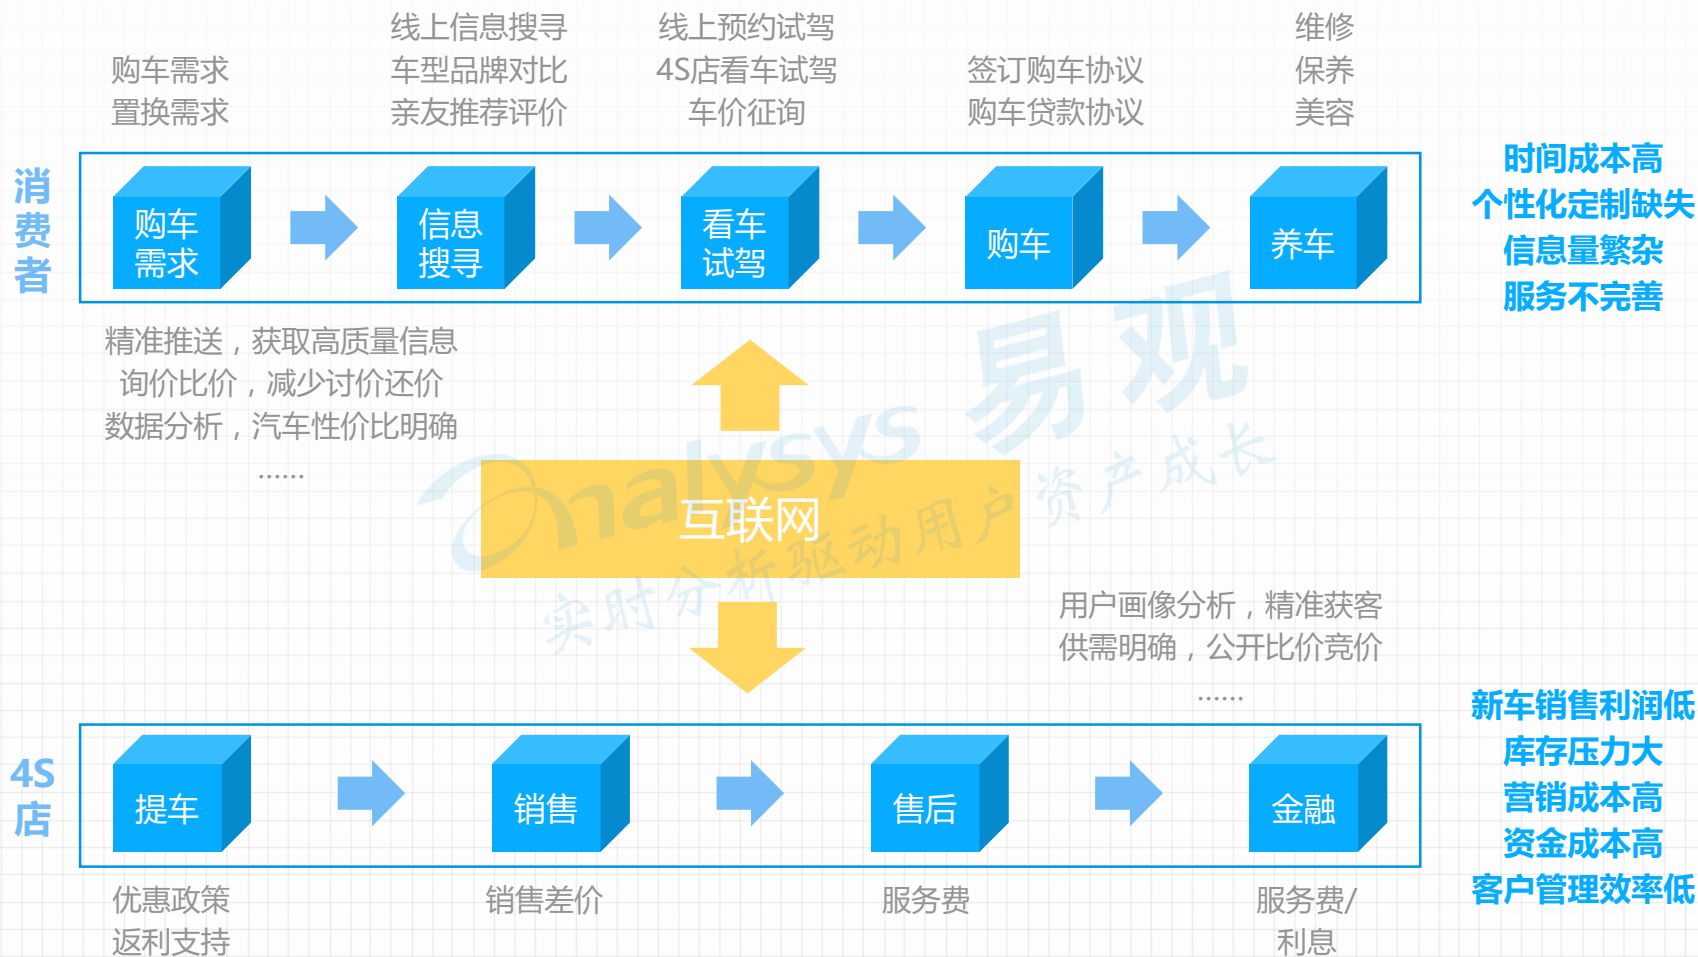 购车需求
置换需求
线上信息搜寻
车型品牌对比
亲友推荐评价
线上预约试驾
4S店看车试驾
车价征询
签订购车协议
购车贷款协议
维修
保养
美容
消费者
购车
需求
信息
搜寻
看车
试驾
购车
养车
时间成本高
个性化定制缺失
信息量繁杂
服务不完善
精准推送，获取高质量信息
询价比价，减少讨价还价
数据分析，汽车性价比明确
……
互联网
nalysys 易观
实时分析驱动用户资产成长
用户画像分析，精准获客
供需明确，公开比价竞价
……
4S
店
提车
销售
售后
金融
新车销售利润低
库存压力大
营销成本高
资金成本高
客户管理效率低
优惠政策
返利支持
销售差价
服务费
服务费/
利息